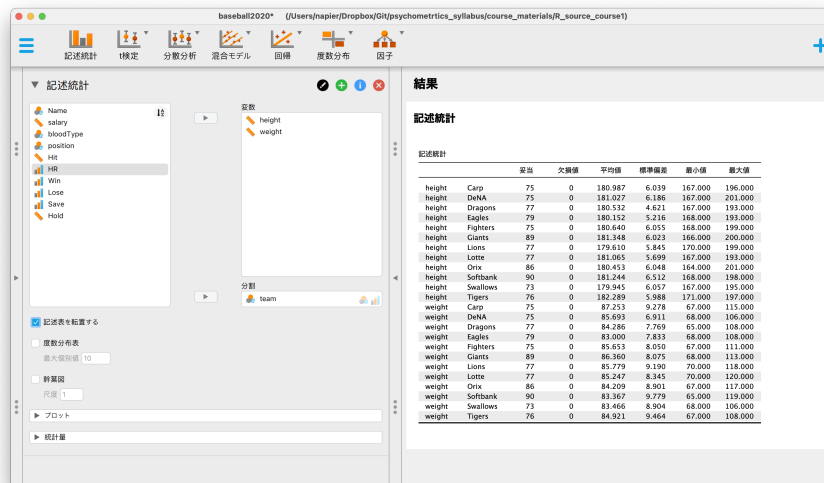 baseball2020* (/Users/napier/Dropbox/Git/psychometrtics_syllabus/course_materials/R_source_course1)
記述統計 t検定 分散分析 混合モデル 回帰 度数分布 因子
記述統計
Name
salary
bloodType
position
Hit
HR
Win
Lose
Save
Hold
変数
height
weight
分割
team
記述表を転置する
度数分布表
最大個別値 10
幹葉図
尺度 1
プロット
統計量
結果
記述統計
記述統計
妥当 欠損値 平均値 標準偏差 最小値 最大値
height Carp 75 0 180.987 6.039 167.000 196.000
height DeNA 75 0 181.027 6.186 167.000 201.000
height Dragons 77 0 180.532 4.621 167.000 193.000
height Eagles 79 0 180.152 5.216 168.000 193.000
height Fighters 75 0 180.640 6.055 168.000 199.000
height Giants 89 0 181.348 6.023 166.000 200.000
height Lions 77 0 179.610 5.845 170.000 199.000
height Lotte 77 0 181.065 5.699 167.000 193.000
height Orix 86 0 180.453 6.048 164.000 201.000
height Softbank 90 0 181.244 6.512 168.000 198.000
height Swallows 73 0 179.945 6.057 167.000 195.000
height Tigers 76 0 182.289 5.988 171.000 197.000
weight Carp 75 0 87.253 9.278 67.000 115.000
weight DeNA 75 0 85.693 6.911 68.000 106.000
weight Dragons 77 0 84.286 7.769 65.000 108.000
weight Eagles 79 0 83.000 7.833 68.000 108.000
weight Fighters 75 0 85.653 8.050 67.000 111.000
weight Giants 89 0 86.360 8.075 68.000 113.000
weight Lions 77 0 85.779 9.190 70.000 118.000
weight Lotte 77 0 85.247 8.345 70.000 120.000
weight Orix 86 0 84.209 8.901 67.000 117.000
weight Softbank 90 0 83.367 9.779 65.000 119.000
weight Swallows 73 0 83.466 8.904 68.000 106.000
weight Tigers 76 0 84.921 9.464 67.000 108.000